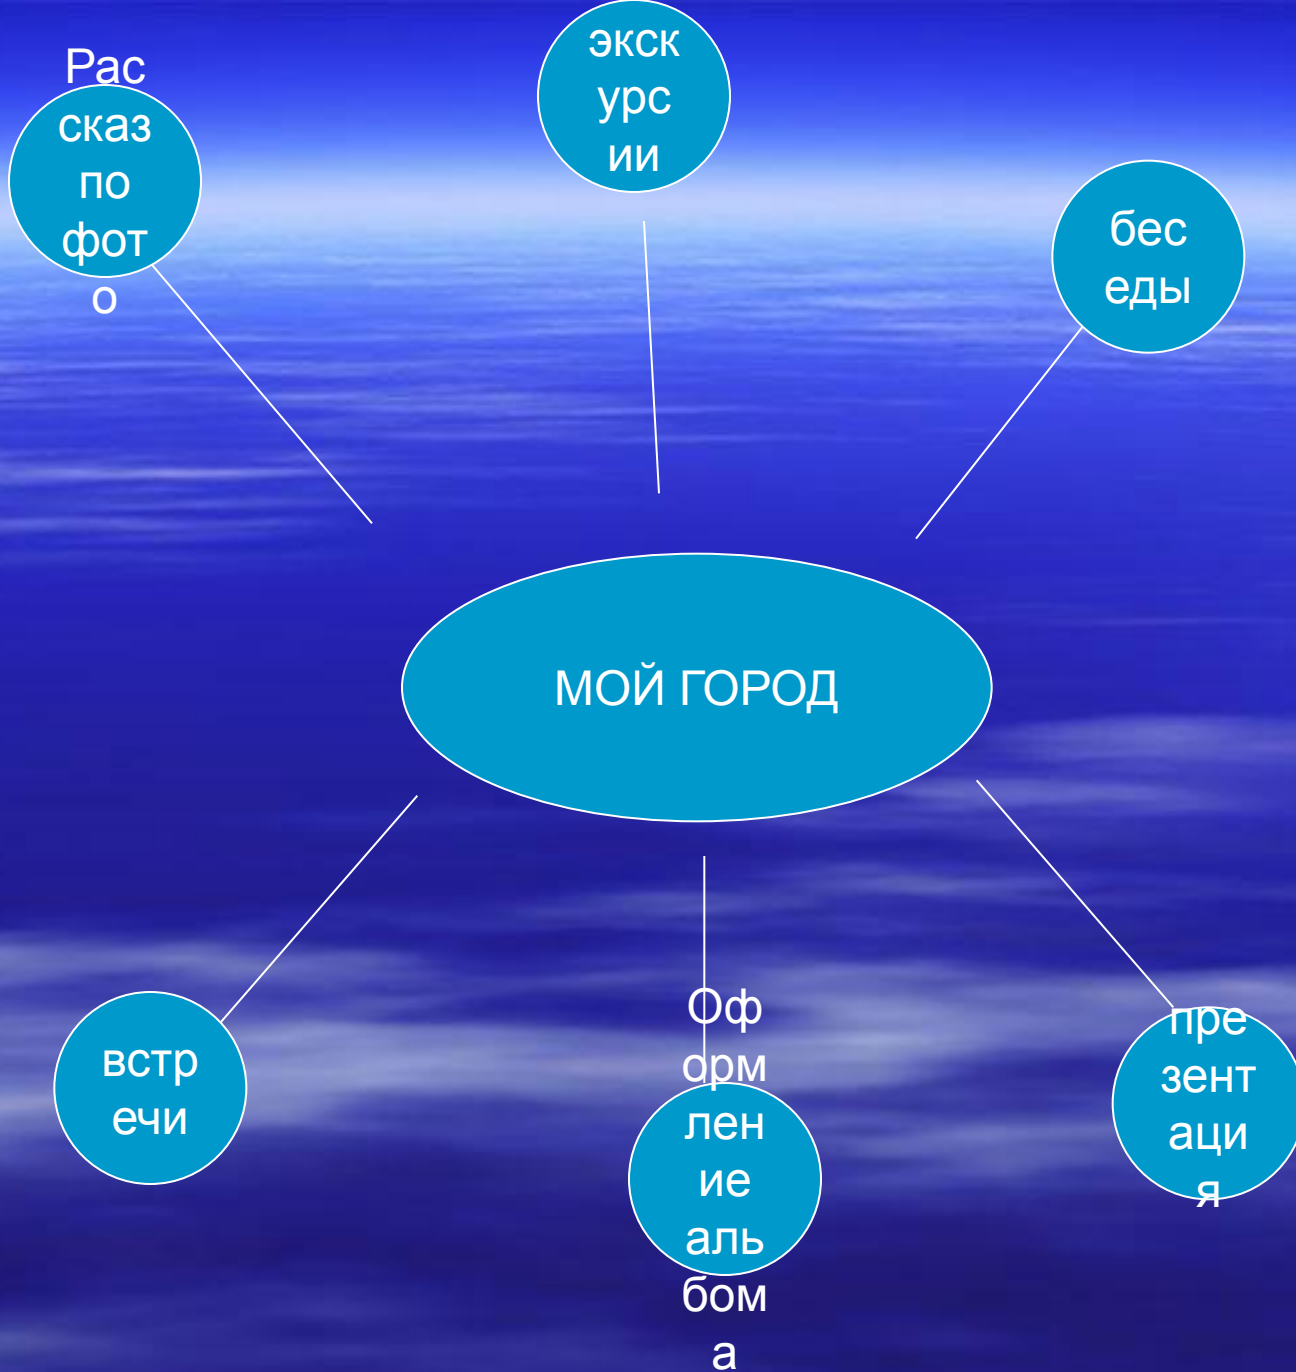 Рас
сказ
по
фот
о
экск
урс
ии
бес
еды
МОЙ ГОРОД
встр
ечи
Оф
орм
лен
ие
аль
бом
а
пре
зент
аци
я